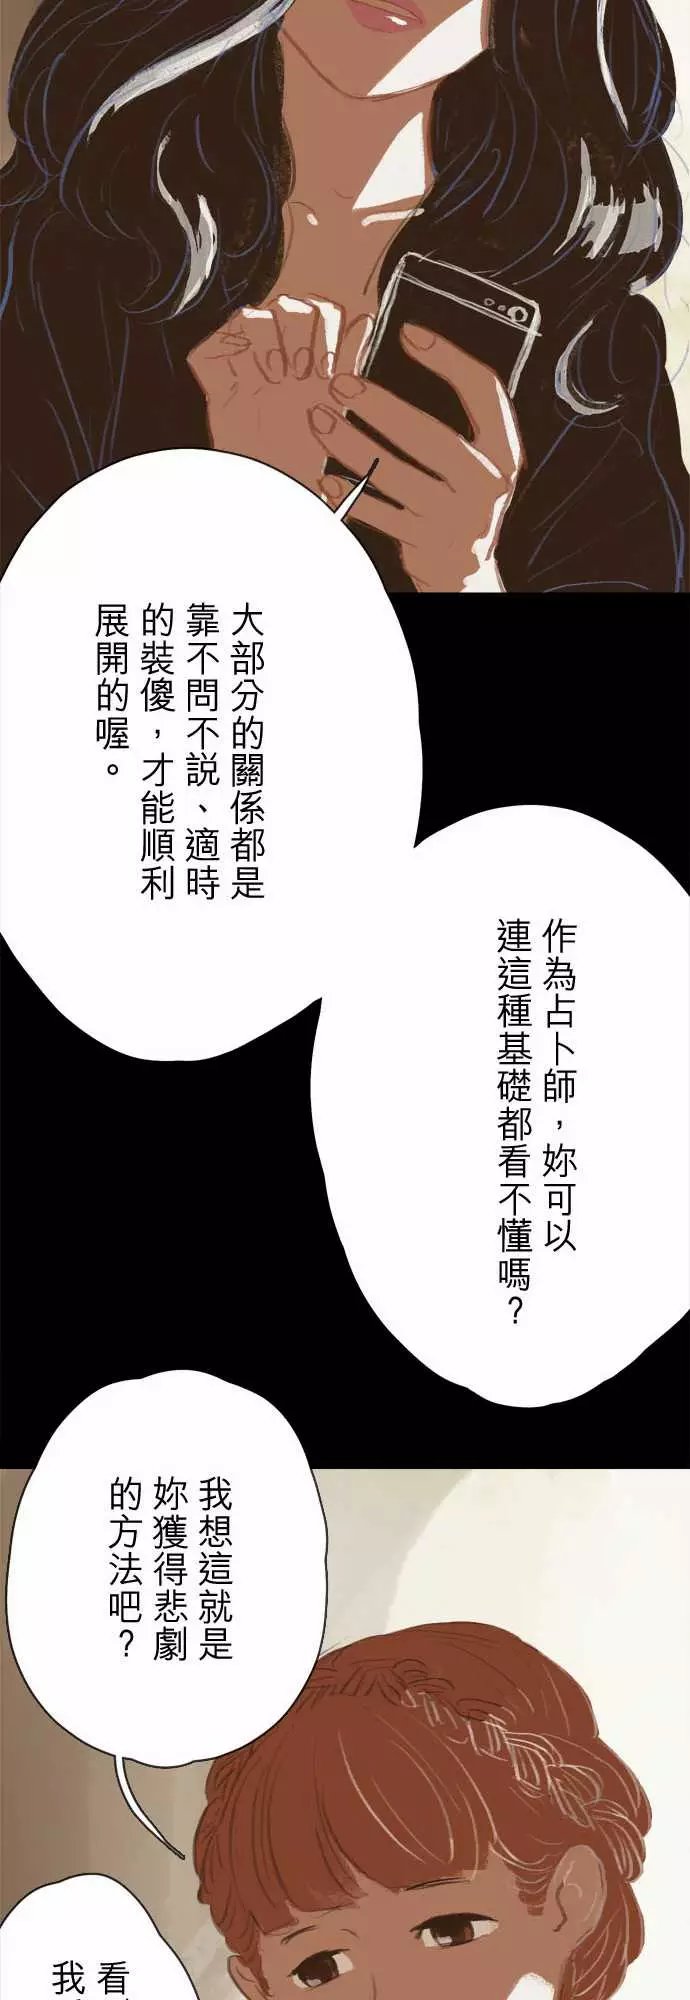 大部分的關係都是
靠不問不說、適時
的裝傻，才能順利
展開的喔。
作為占卜師，妳可以
連這種基礎都看不懂嗎？
我想這就是
妳獲得悲劇
的方法吧？
看
我